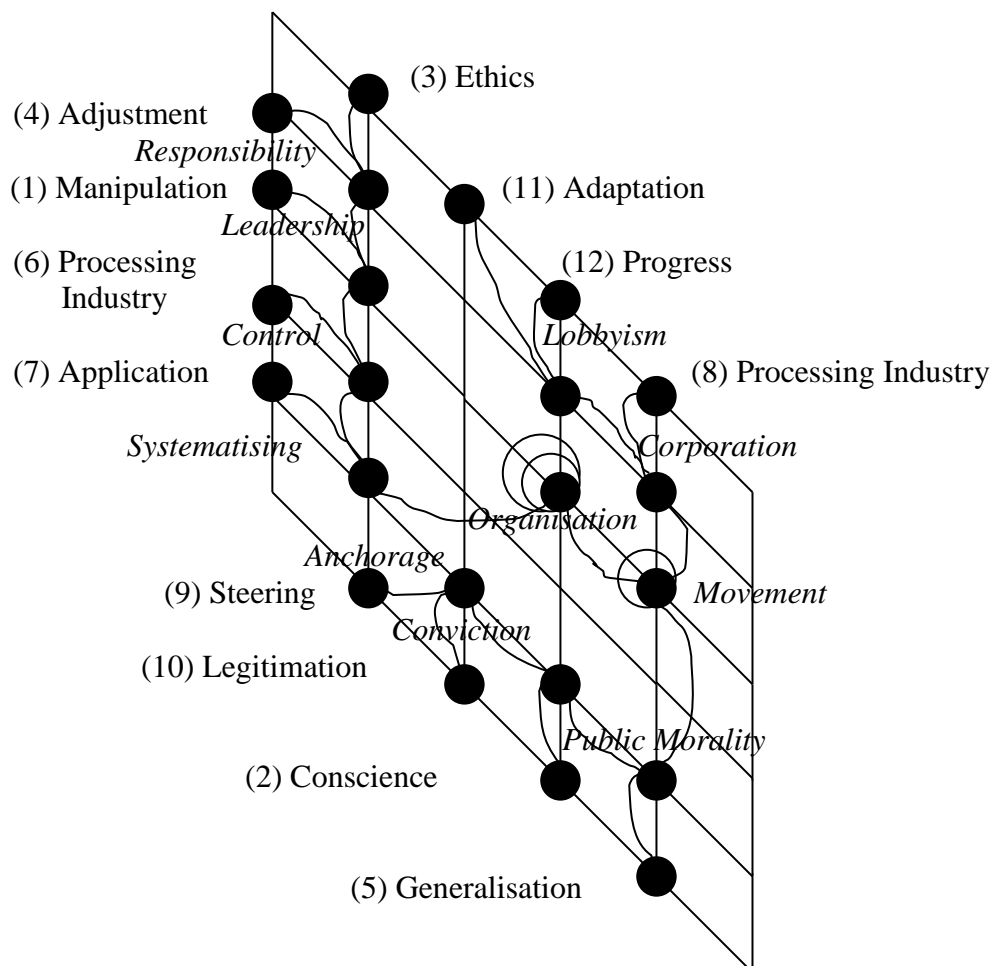 (3) Ethics
(4) Adjustment
Responsibility
(1) Manipulation
(11) Adaptation
Leadership
(6) Processing
Industry
(12) Progress
Control
Lobbyism
(7) Application
(8) Processing Industry
Systematising
Corporation
Organisation
Anchorage
(9) Steering
Movement
Conviction
(10) Legitimation
Public Morality
(2) Conscience
(5) Generalisation